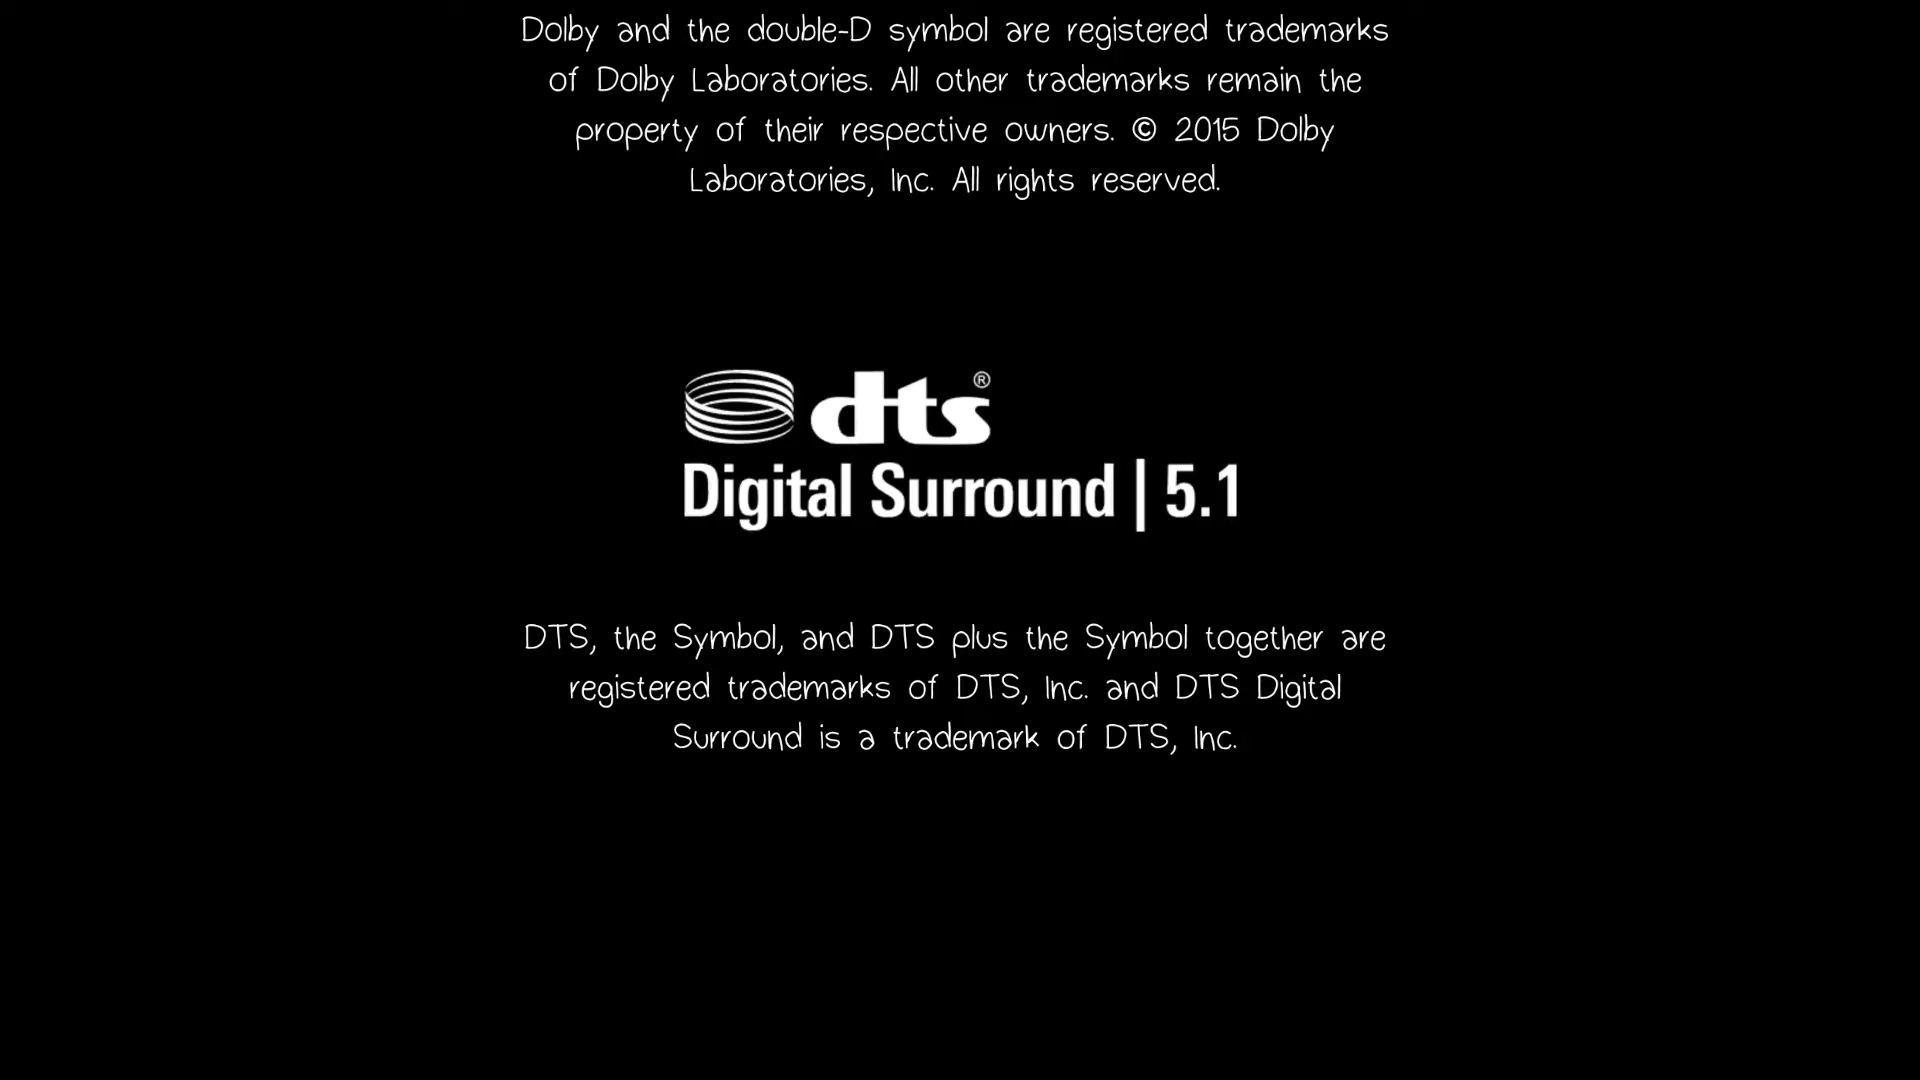 Dolby and the double-D symbol are registered trademarks
of Dolby Laboratories. All other trademarks remain the
property of their respective owners. © 2015 Dolby
Laboratories, Inc. All rights reserved.
dts®
Digital Surround | 5.1
DTS, the Symbol, and DTS plus the Symbol together are
registered trademarks of DTS, Inc. and DTS Digital
Surround is a trademark of DTS, Inc.